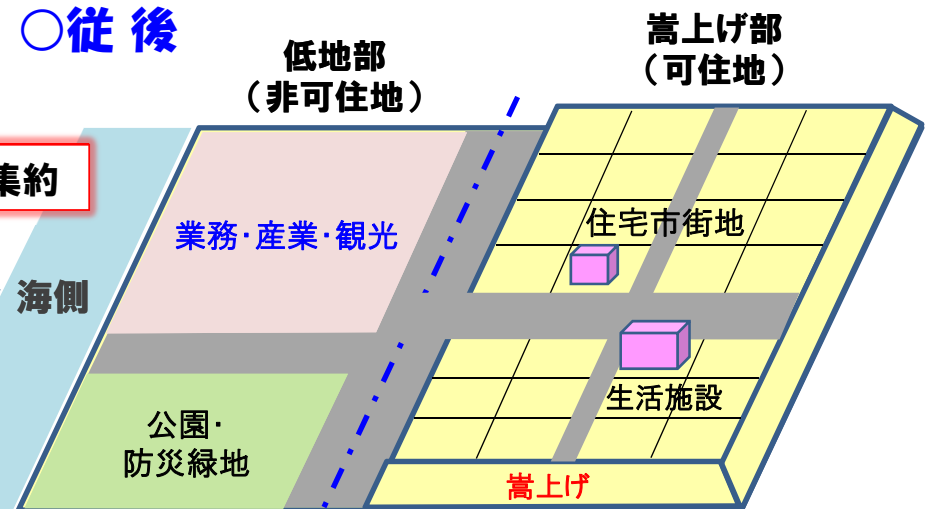 ○従 後
低地部
（非可住地）
嵩上げ部
（可住地）
集約
業務・産業・観光
住宅市街地
海側
生活施設
公園・
防災緑地
嵩上げ